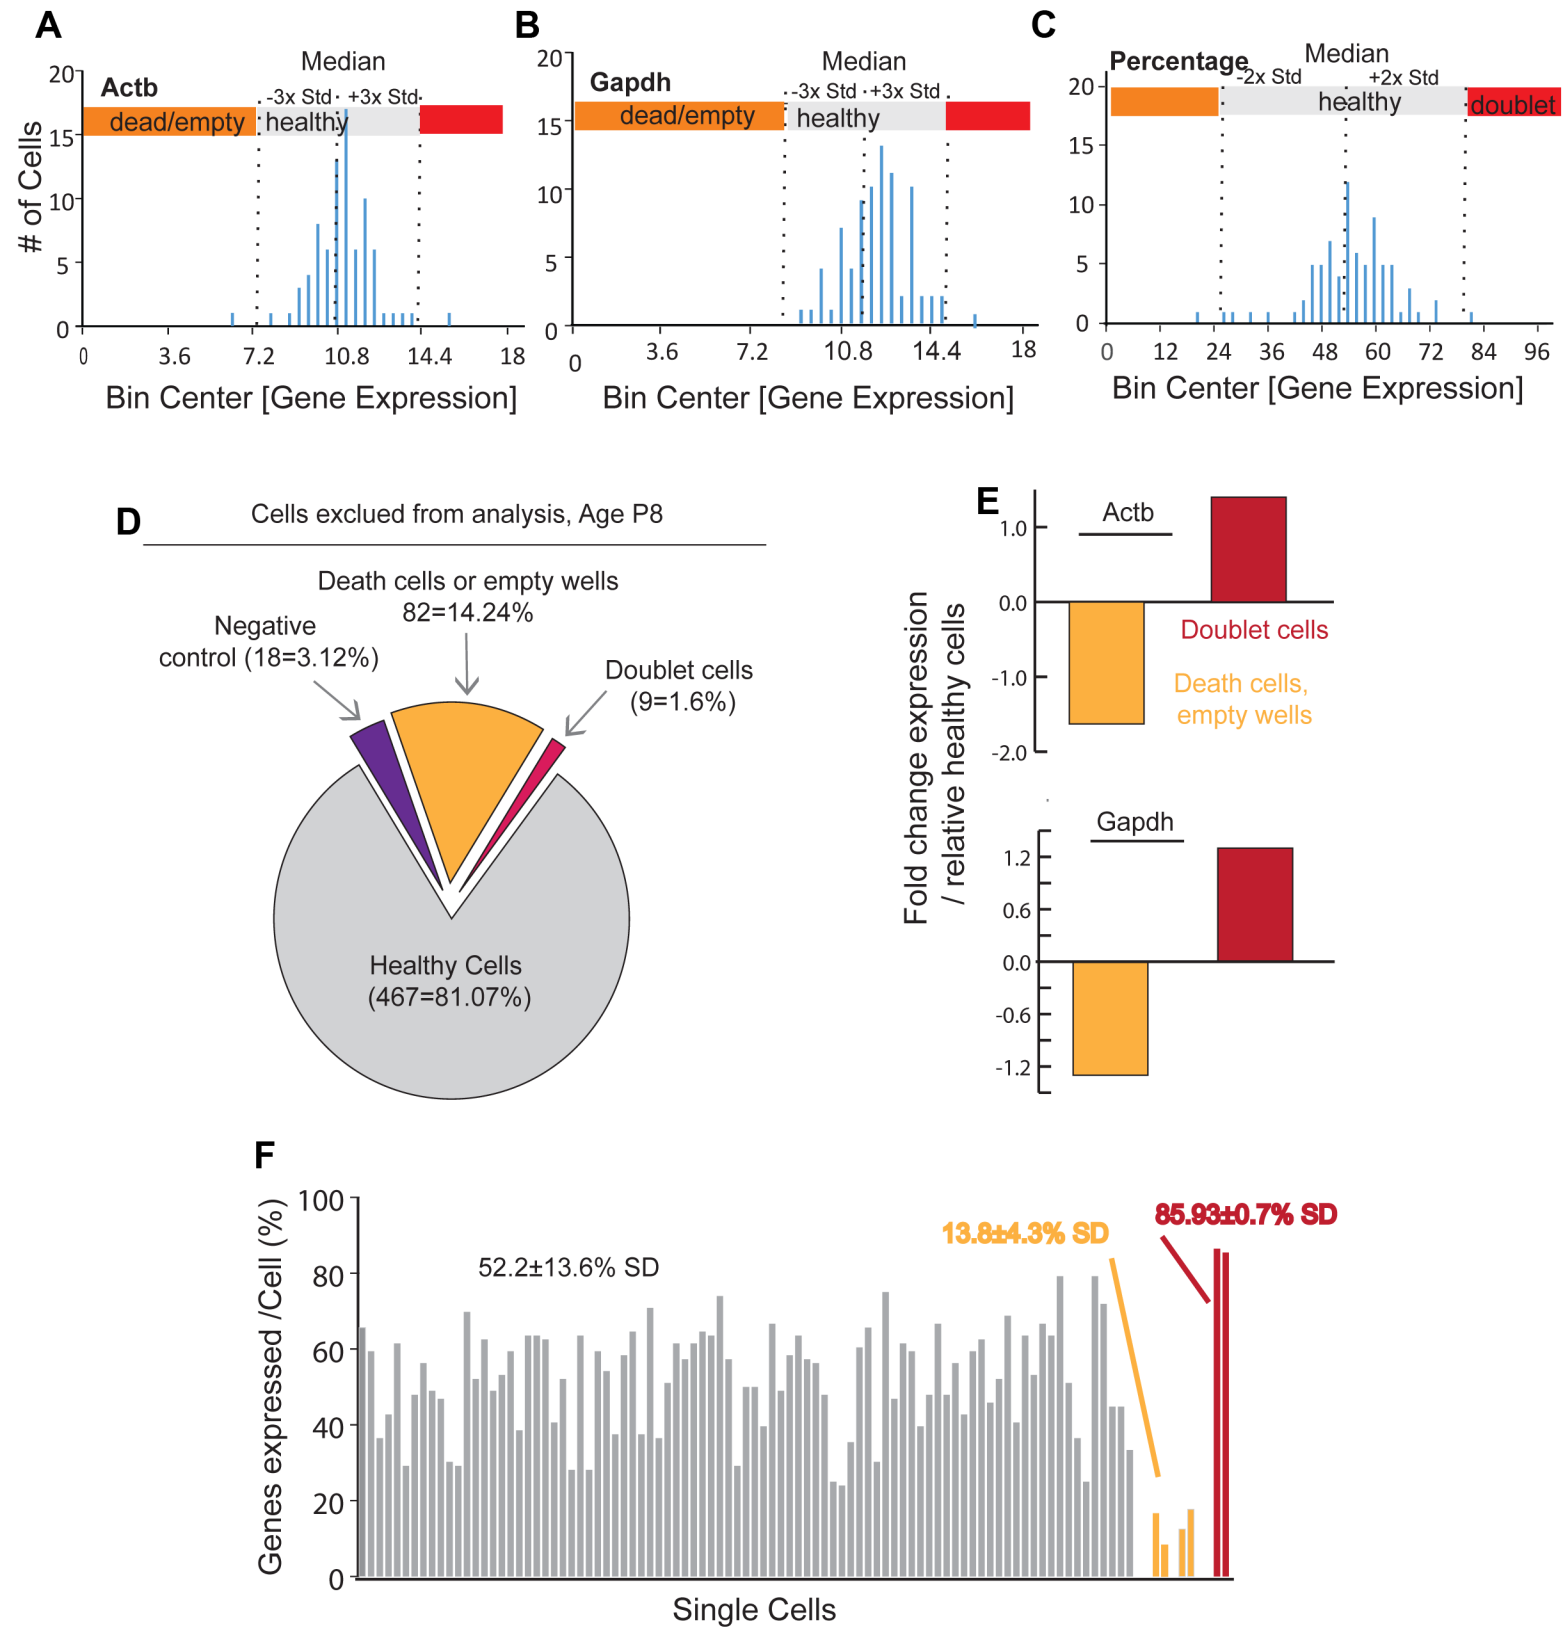 A
Median
Actb
-3x Std
+3x Std
dead/empty
healthy
20
15
10
5
0
# of Cells
0 3.6 7.2 10.8 14.4 18
Bin Center [Gene Expression]
B
Median
Gapdh
-3x Std
+3x Std
dead/empty
healthy
20
15
10
5
0
0 3.6 7.2 10.8 14.4 18
Bin Center [Gene Expression]
C
Median
Percentage
-2x Std
+2x Std
healthy
doublet
20
15
10
5
0
0 12 24 36 48 60 72 84 96
Bin Center [Gene Expression]
D
Cells exclued from analysis, Age P8
Death cells or empty wells
82=14.24%
Negative
control (18=3.12%)
Doublet cells
(9=1.6%)
Healthy Cells
(467=81.07%)
E
Fold change expression
/ relative healthy cells
Actb
1.0
0.0
-1.0
-2.0
Doublet cells
Death cells,
empty wells
Gapdh
1.2
0.6
0.0
-0.6
-1.2
F
Genes expressed /Cell (%)
100
80
60
40
20
0
52.2±13.6% SD
13.8±4.3% SD
85.93±0.7% SD
Single Cells